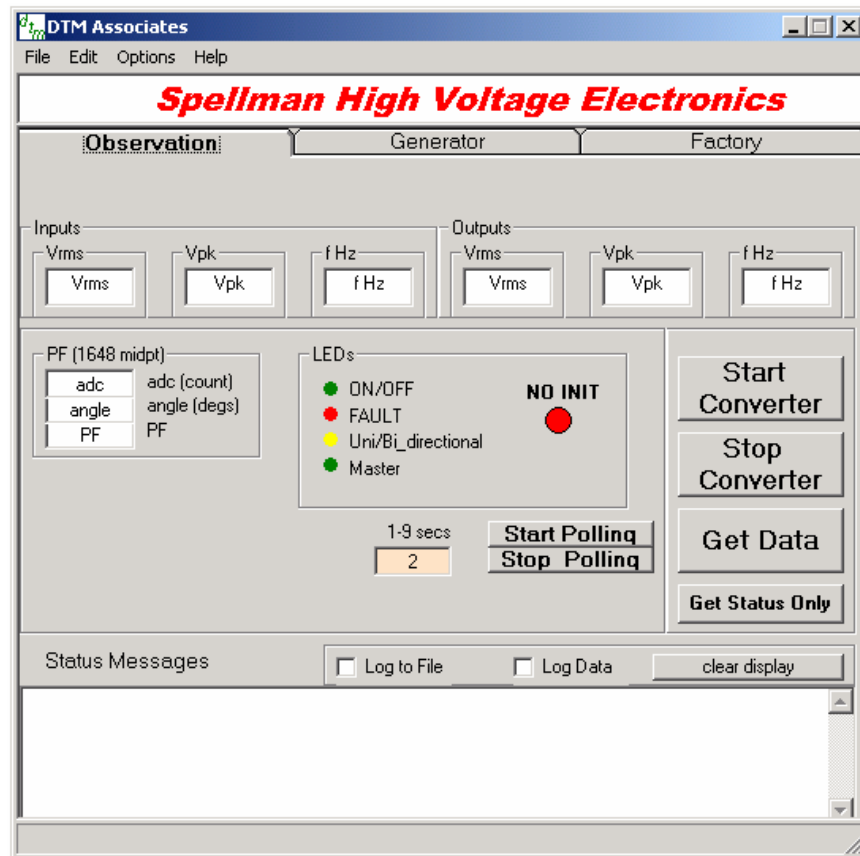 dtm DTM Associates
File Edit Options Help
Spellman High Voltage Electronics
Observation Generator Factory
Inputs Outputs
Vrms Vpk f Hz Vrms Vpk f Hz
Vrms Vpk f Hz Vrms Vpk f Hz
PF (1648 midpt)
adc adc (count)
angle angle (degs)
PF PF
LEDs
ON/OFF
FAULT
Uni/Bi_directional
Master
NO INIT
Start
Converter
Stop
Converter
Get Data
Get Status Only
1-9 secs
2
Start Polling
Stop Polling
Status Messages
Log to File Log Data clear display